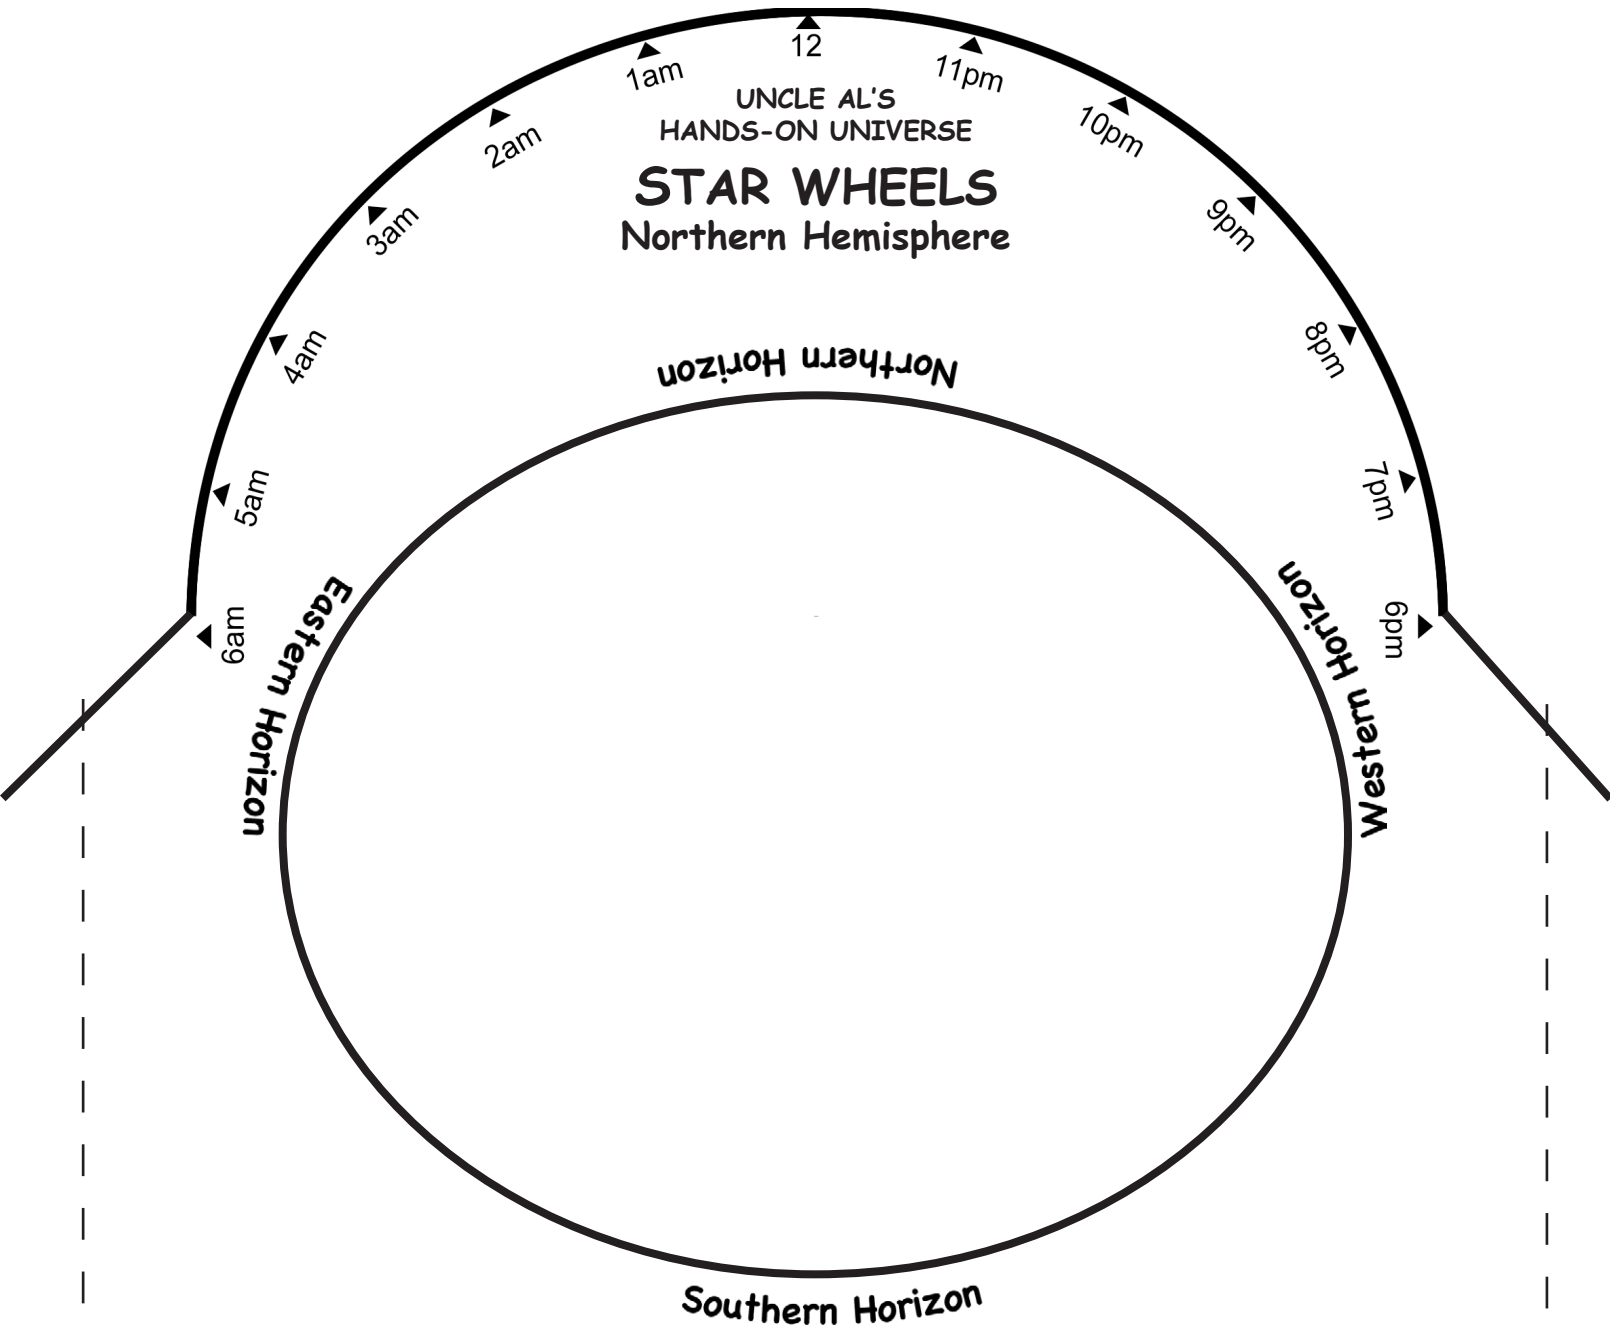 12
1am
11pm
2am
10pm
3am
9pm
4am
8pm
5am
7pm
6am
6pm
UNCLE AL'S
HANDS-ON UNIVERSE
STAR WHEELS
Northern Hemisphere
Northern Horizon
Eastern Horizon
Western Horizon
Southern Horizon